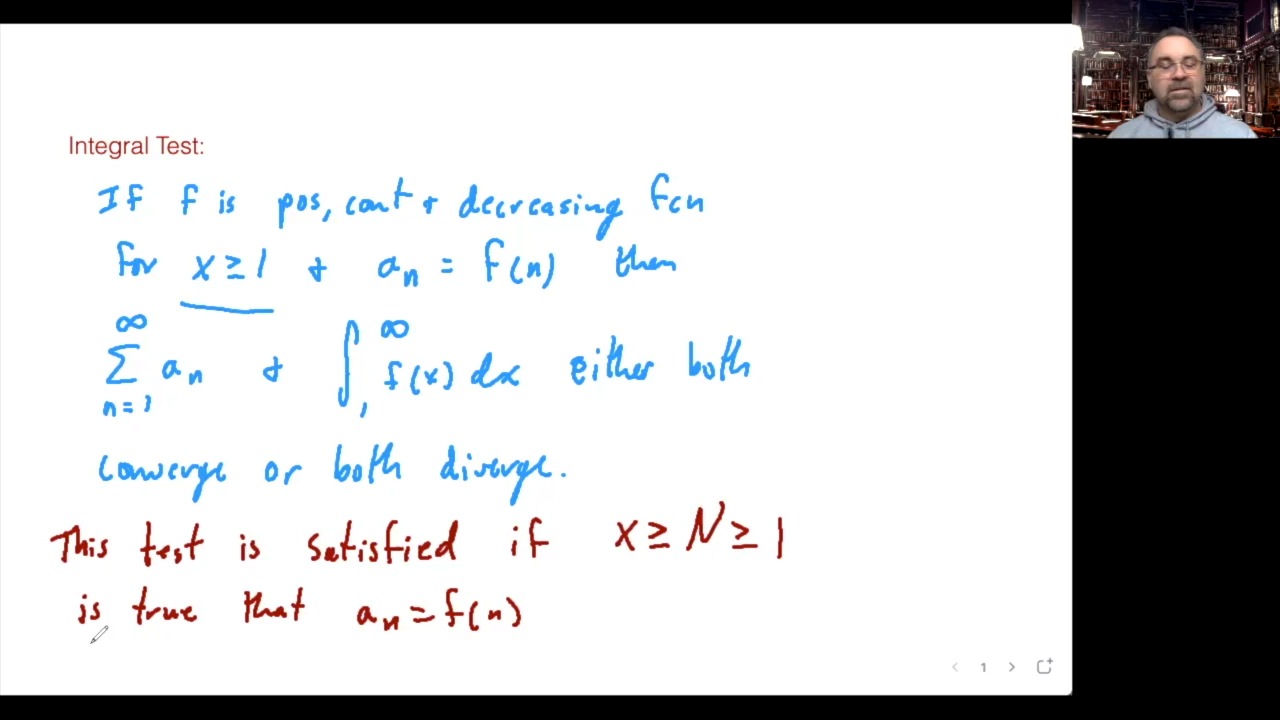 Integral Test:
If f is pos, cont + decreasing fcn
for x ≥ 1 + aₙ = f(n) then
∑_{n=1}^{∞} aₙ + ∫₁^∞ f(x) dx either both
converge or both diverge.
This test is satisfied if x ≥ N ≥ 1
is true that aₙ = f(n)
1